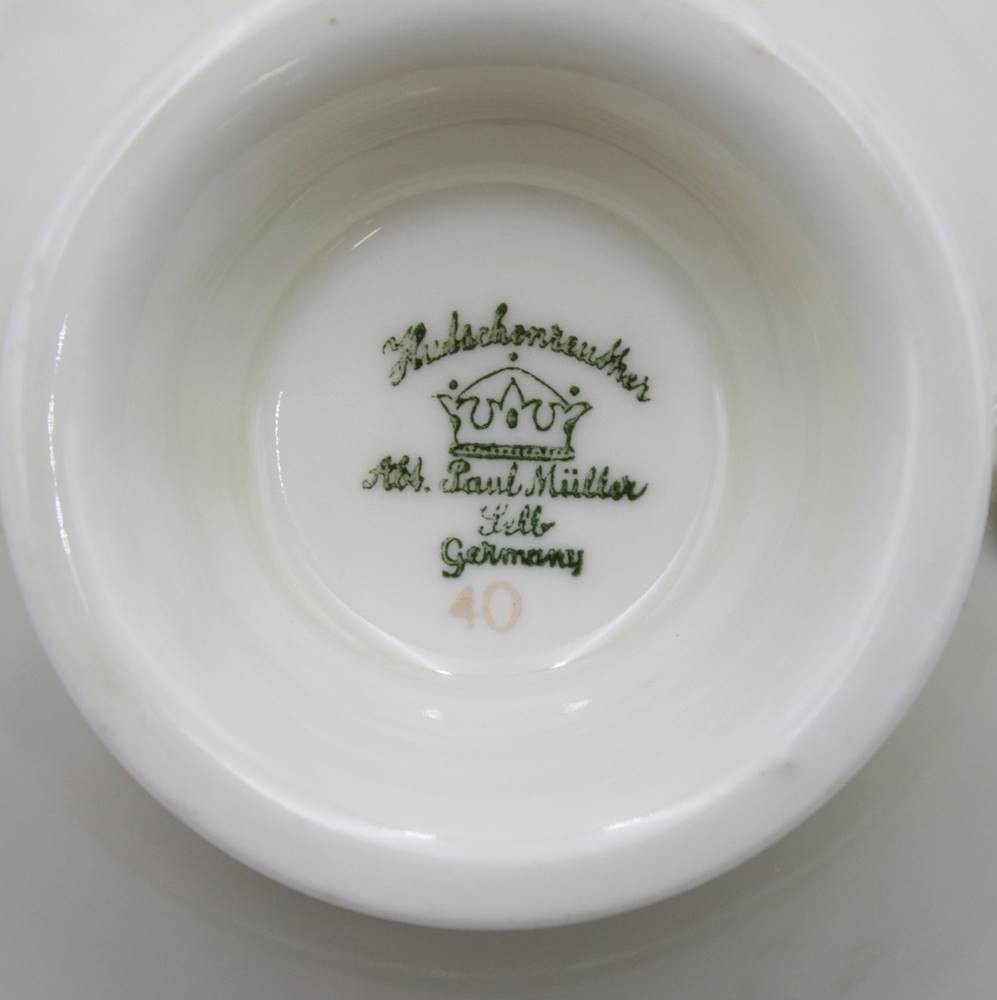 Hutschenreuther
Abt. Paul Müller
Selb
Germany
40